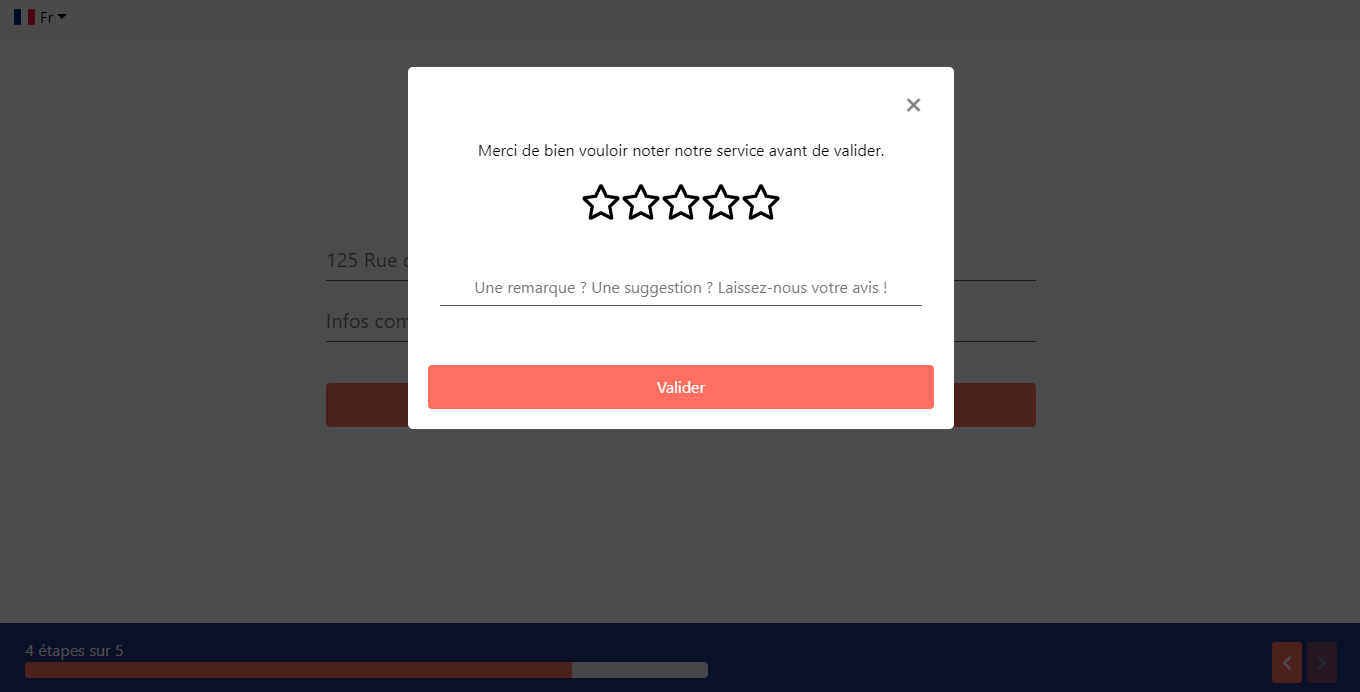 Fr
Merci de bien vouloir noter notre service avant de valider.
125 Rue
Une remarque ? Une suggestion ? Laissez-nous votre avis !
Infos
Valider
4 étapes sur 5